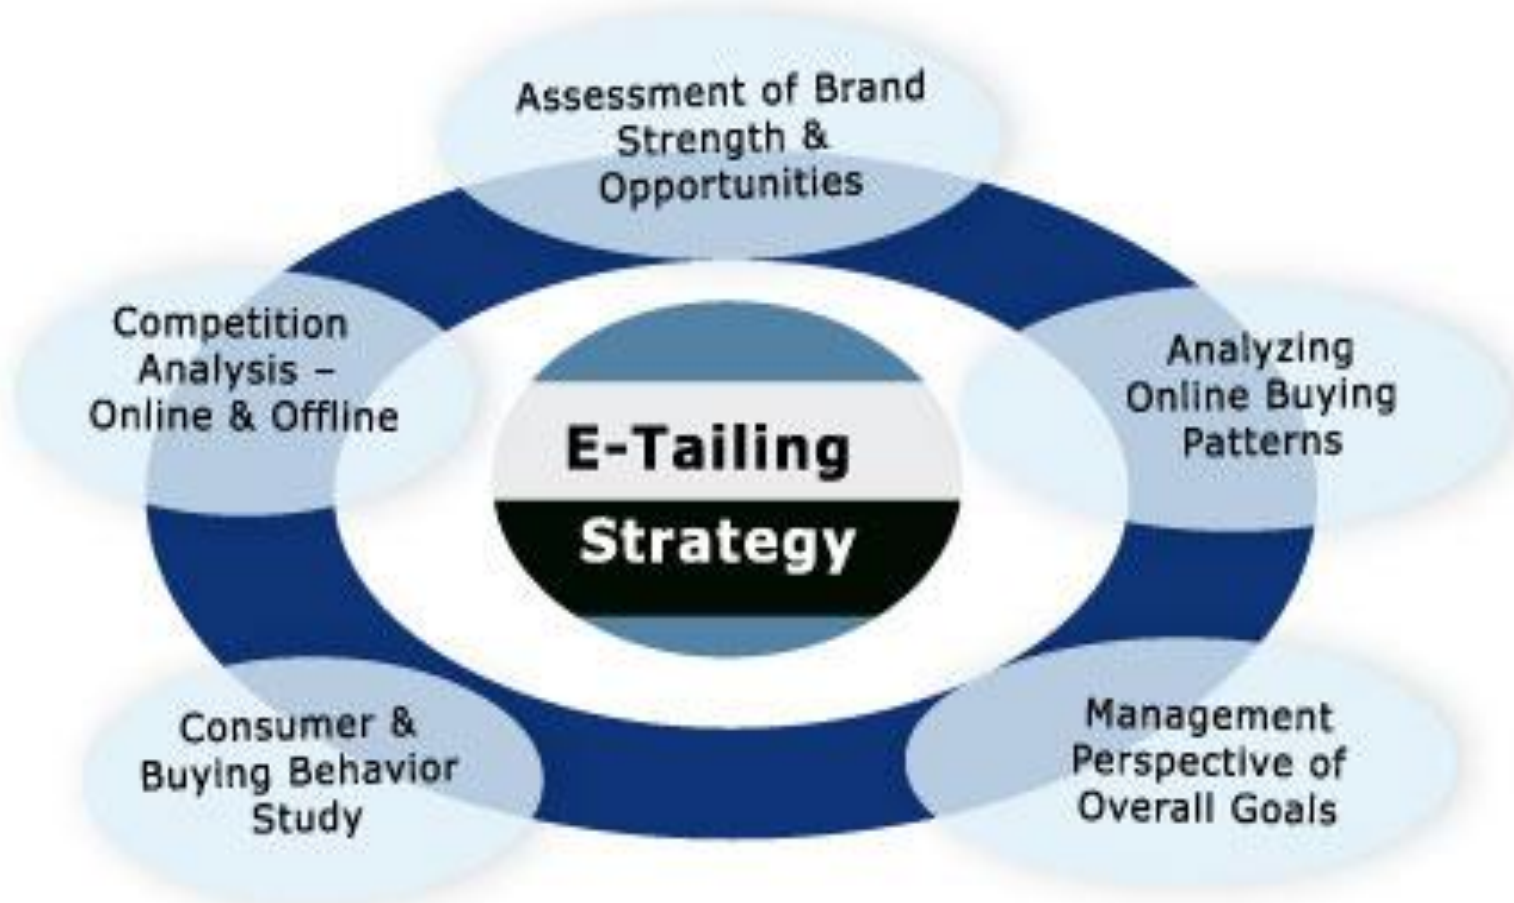 Assessment of Brand
Strength &
Opportunities
Competition
Analysis –
Online & Offline
Analyzing
Online Buying
Patterns
E-Tailing
Strategy
Consumer &
Buying Behavior
Study
Management
Perspective of
Overall Goals